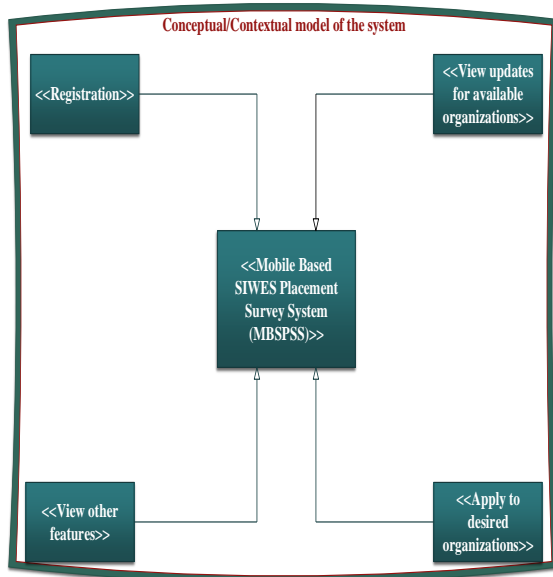 Conceptual/Contextual model of the system
<<Registration>>
<<View updates
for available
organizations>>
<<Mobile Based
SIWES Placement
Survey System
(MBSPSS)>>
<<View other
features>>
<<Apply to
desired
organizations>>